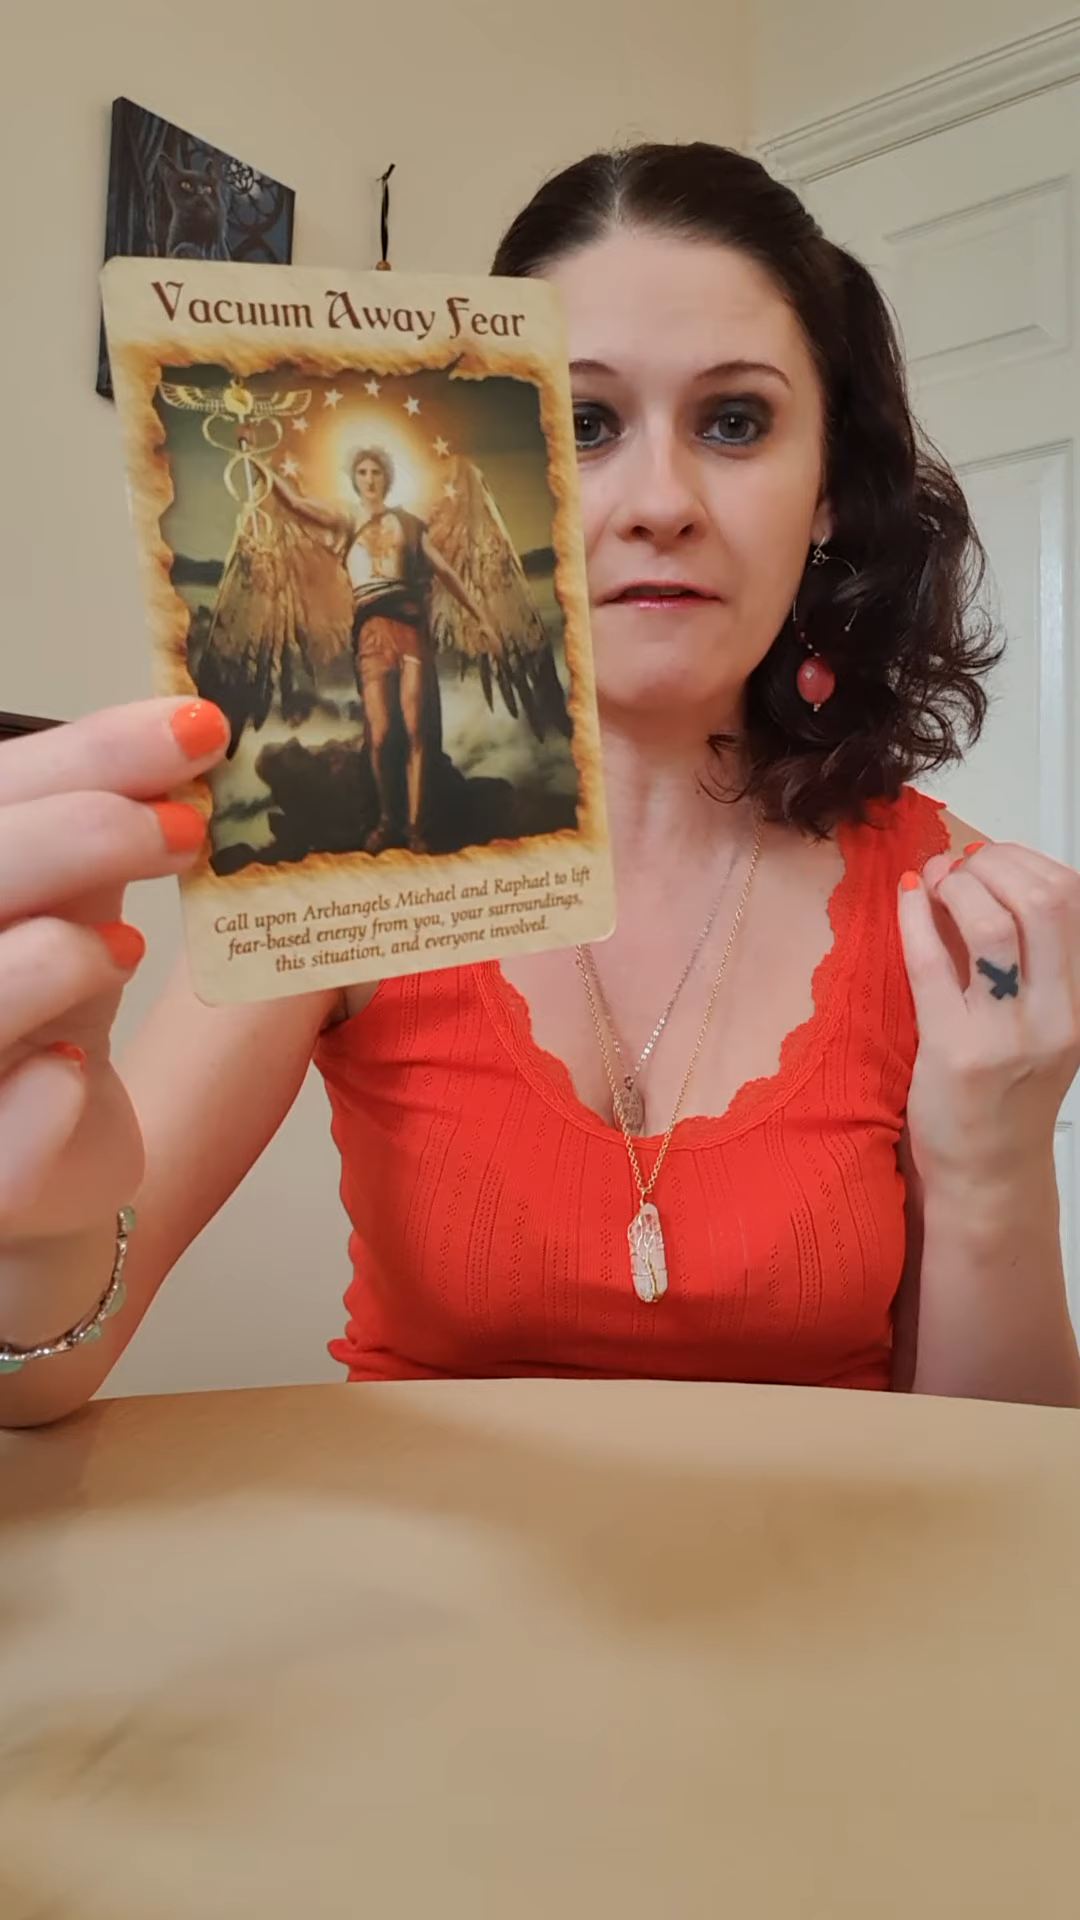 Vacuum Away Fear
Call upon Archangels Michael and Raphael to lift
fear-based energy from you, your surroundings,
this situation, and everyone involved.